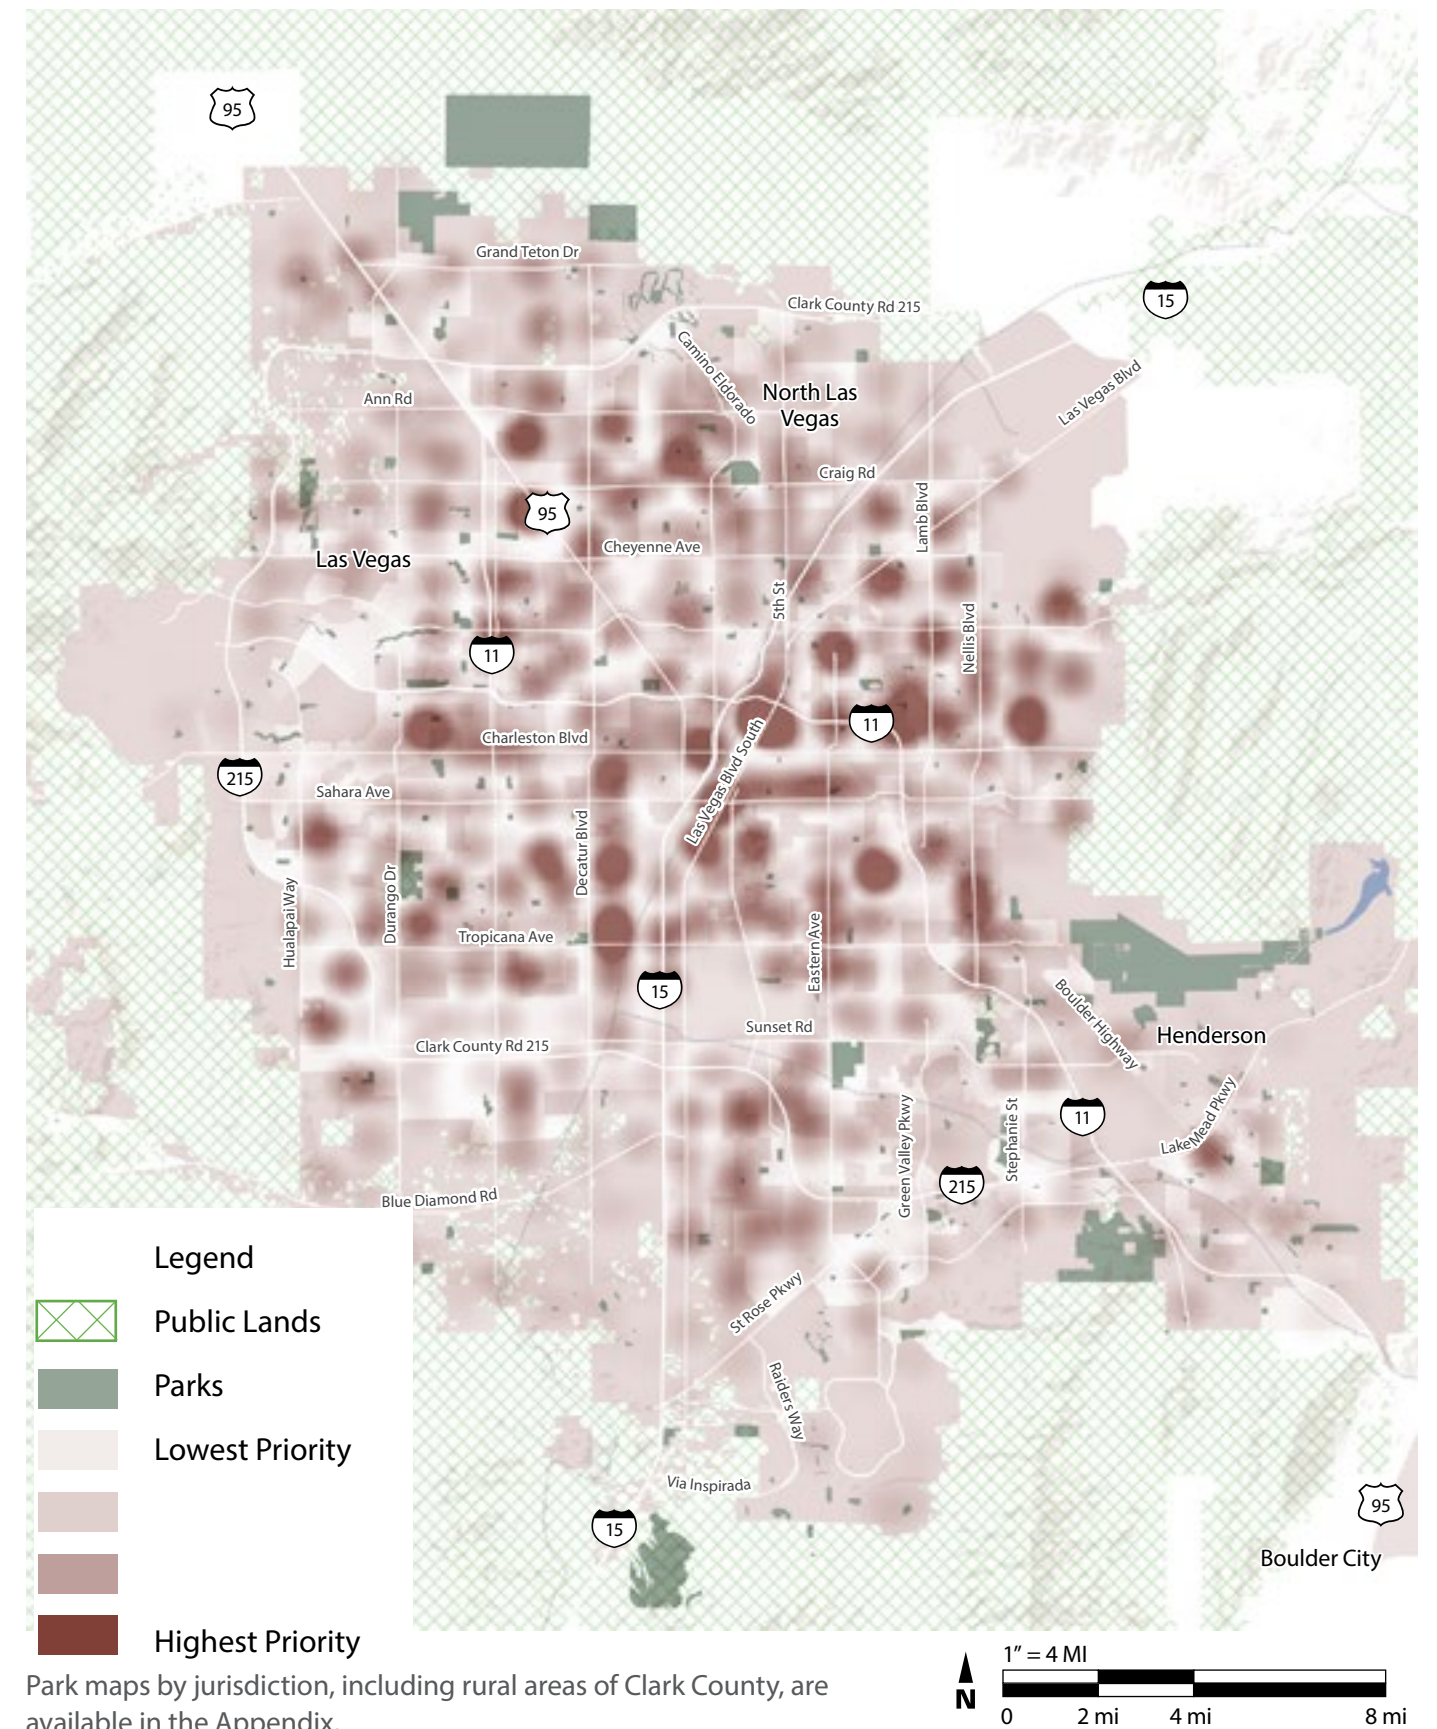 95
Grand Teton Dr
Clark County Rd 215
15
Camino Eldorado
North Las
Vegas
Las Vegas Blvd
Ann Rd
Craig Rd
95
Lamb Blvd
Cheyenne Ave
Las Vegas
5th St
Nellis Blvd
11
11
Charleston Blvd
Las Vegas Blvd South
215
Sahara Ave
Decatur Blvd
Hualapai Way
Durango Dr
Tropicana Ave
Eastern Ave
15
Boulder Highway
Sunset Rd
Henderson
Clark County Rd 215
Green Valley Pkwy
Stephanie St
11
Lake Mead Pkwy
215
Blue Diamond Rd
St Rose Pkwy
Raiders Way
Via Inspirada
15
95
Boulder City
Legend
Public Lands
Parks
Lowest Priority
Highest Priority
1” = 4 MI
N
0 2 mi 4 mi 8 mi
Park maps by jurisdiction, including rural areas of Clark County, are
available in the Appendix.